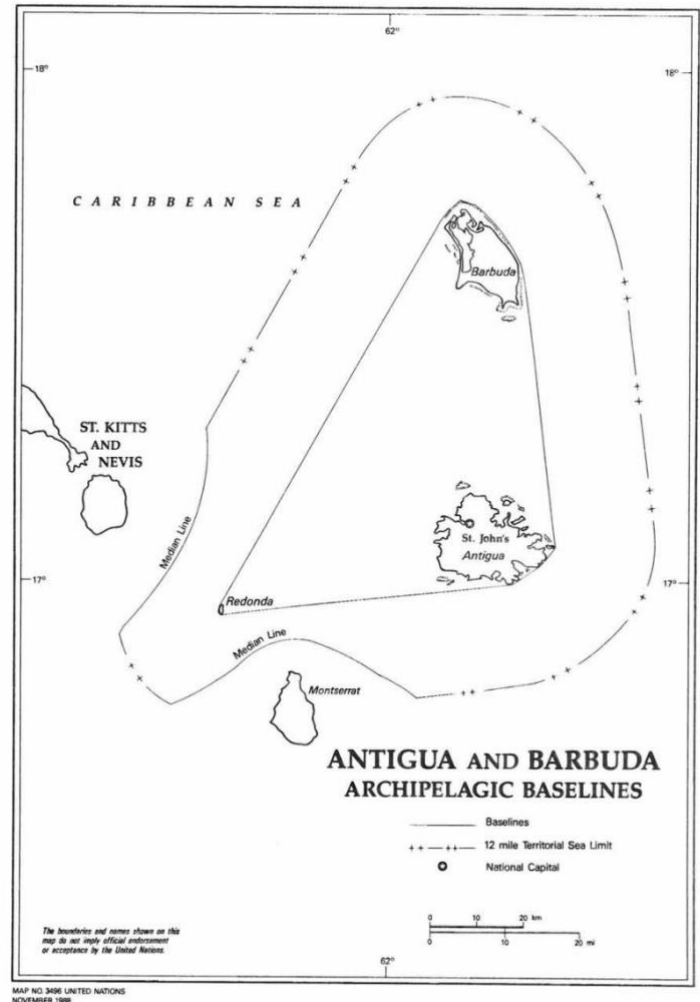 62°
18°
18°
CARIBBEAN SEA
Barbuda
ST. KITTS
AND
NEVIS
Median Line
St. John's
Antigua
17°
17°
Redonda
Median Line
Montserrat
ANTIGUA AND BARBUDA
ARCHIPELAGIC BASELINES
Baselines
12 mile Territorial Sea Limit
National Capital
0 10 20 km
0 10 20 mi
The boundaries and names shown on this
map do not imply official endorsement
or acceptance by the United Nations.
62°
MAP NO. 3496 UNITED NATIONS
NOVEMBER 1988